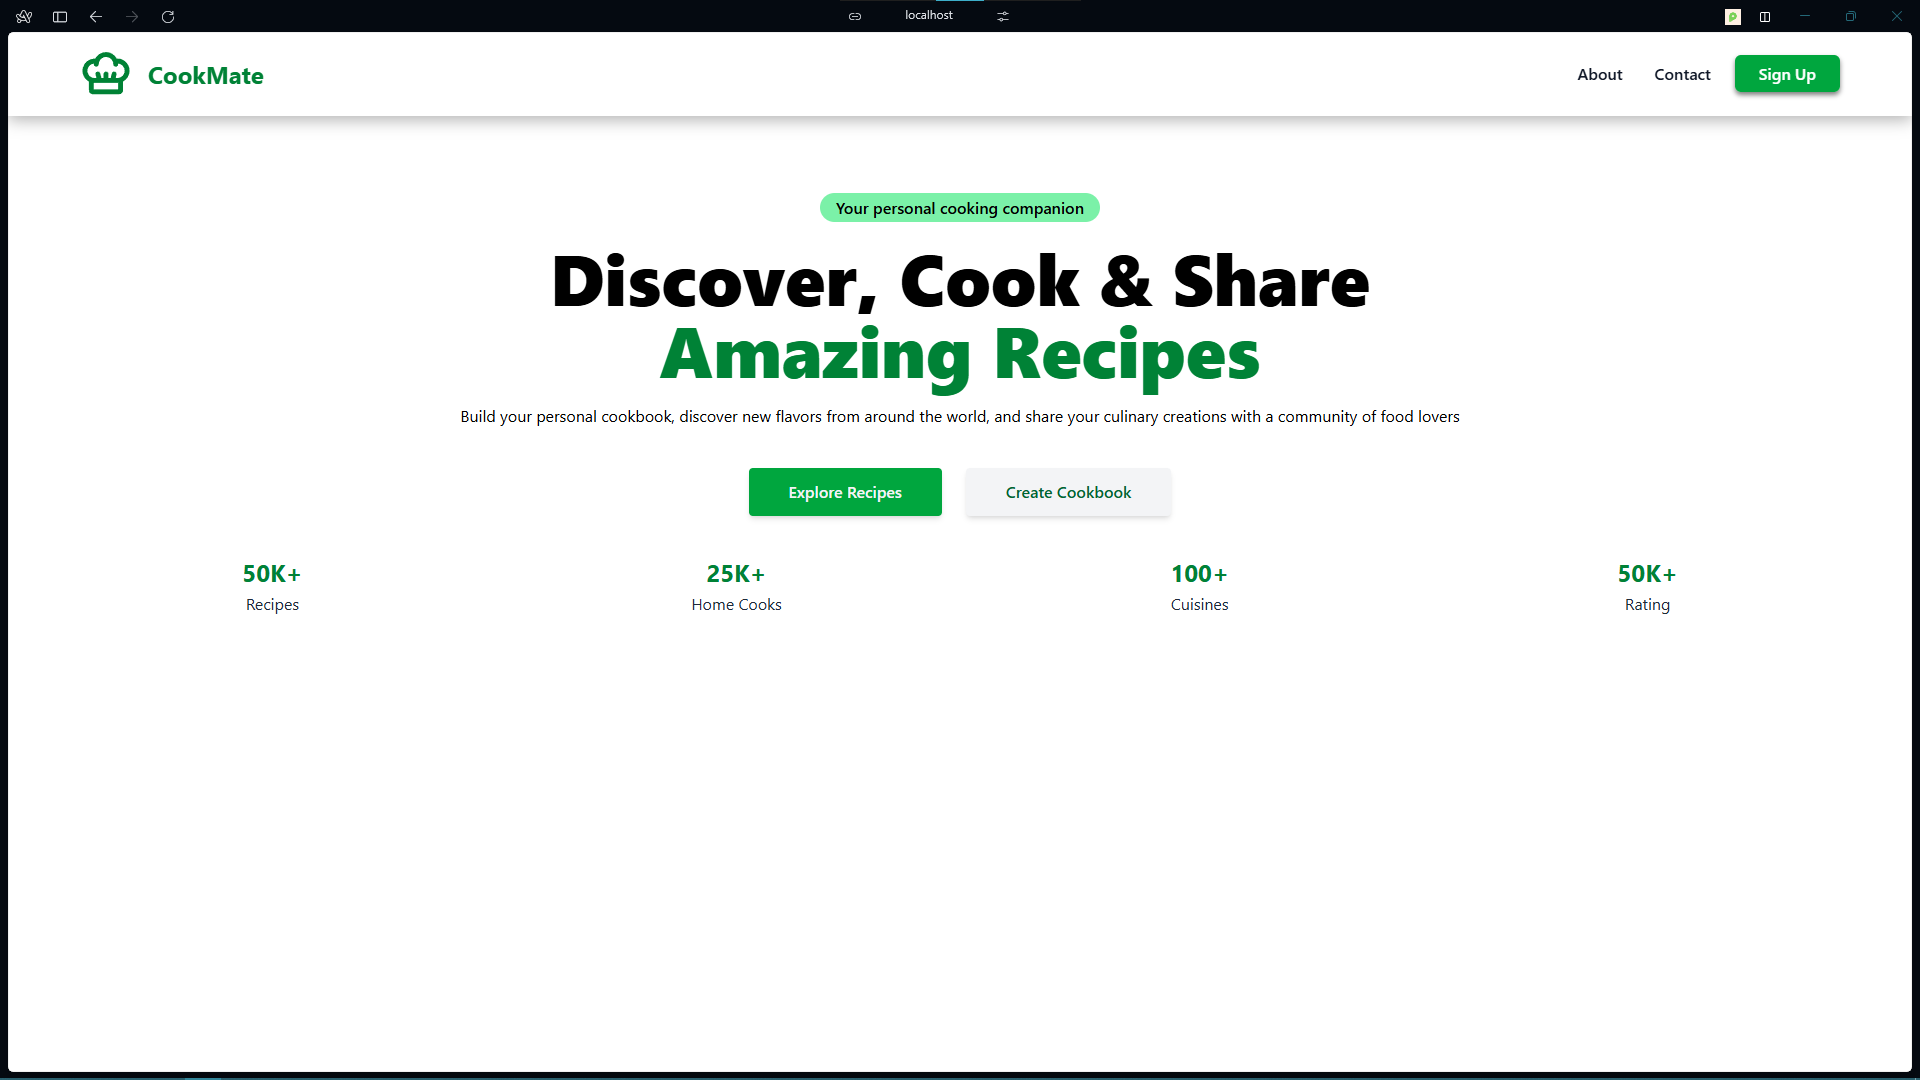 localhost
CookMate
About
Contact
Sign Up
Your personal cooking companion
Discover, Cook & Share
Amazing Recipes
Build your personal cookbook, discover new flavors from around the world, and share your culinary creations with a community of food lovers
Explore Recipes
Create Cookbook
50K+
Recipes
25K+
Home Cooks
100+
Cuisines
50K+
Rating